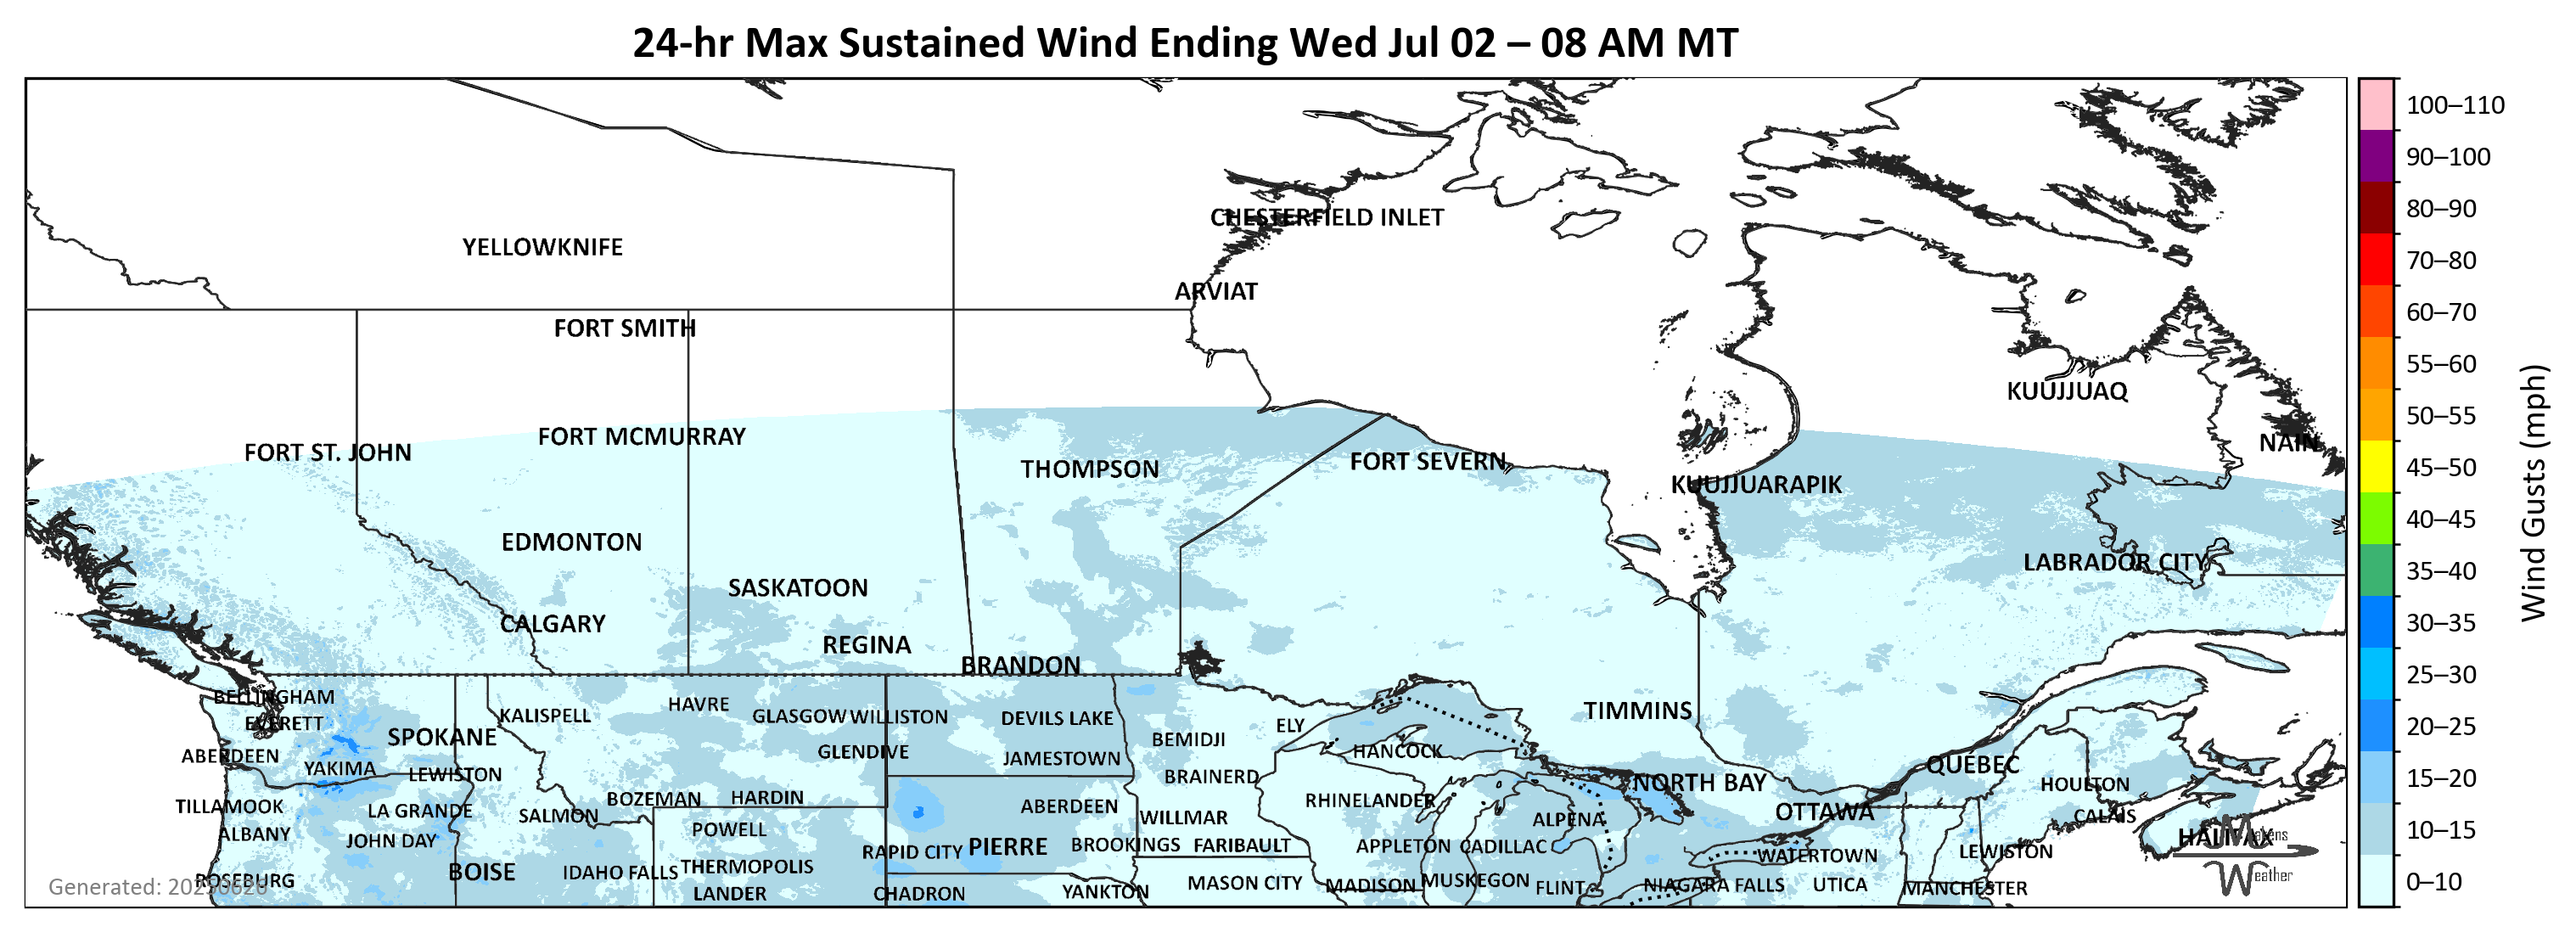 24-hr Max Sustained Wind Ending Wed Jul 02 – 08 AM MT
100–110
90–100
80–90
70–80
60–70
55–60
50–55
45–50
40–45
35–40
30–35
25–30
20–25
15–20
10–15
0–10
Wind Gusts (mph)
CHESTERFIELD INLET
YELLOWKNIFE
ARVIAT
FORT SMITH
KUUJJUAQ
FORT MCMURRAY
NAIN
FORT ST. JOHN
FORT SEVERN
THOMPSON
KUUJJUARAPIK
EDMONTON
LABRADOR CITY
SASKATOON
CALGARY
REGINA
BRANDON
BELLINGHAM
HAVRE
TIMMINS
KALISPELL
GLASGOW WILLISTON
DEVILS LAKE
EVERETT
ELY
SPOKANE
BEMIDJI
GLENDIVE
HANCOCK
ABERDEEN
JAMESTOWN
QUÉBEC
YAKIMA
LEWISTON
BRAINERD
NORTH BAY
HOULTON
BOZEMAN
HARDIN
RHINELANDER
TILLAMOOK
ABERDEEN
LA GRANDE
OTTAWA
SALMON
CALAIS
WILLMAR
ALPENA
POWELL
ALBANY
HALIFAX
JOHN DAY
BROOKINGS
FARIBAULT
APPLETON
CADILLAC
PIERRE
RAPID CITY
LEWISTON
WATERTOWN
THERMOPOLIS
BOISE
IDAHO FALLS
ROSEBURG
MUSKEGON
MASON CITY
MADISON
NIAGARA FALLS
UTICA
FLINT
MANCHESTER
YANKTON
LANDER
CHADRON
Makens
Weather
Generated: